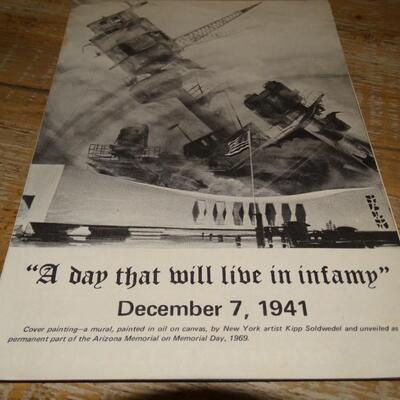 "A day that will live in infamy"
December 7, 1941
Cover painting—a mural, painted in oil on canvas, by New York artist Kipp Soldwedel and unveiled as
permanent part of the Arizona Memorial on Memorial Day, 1969.